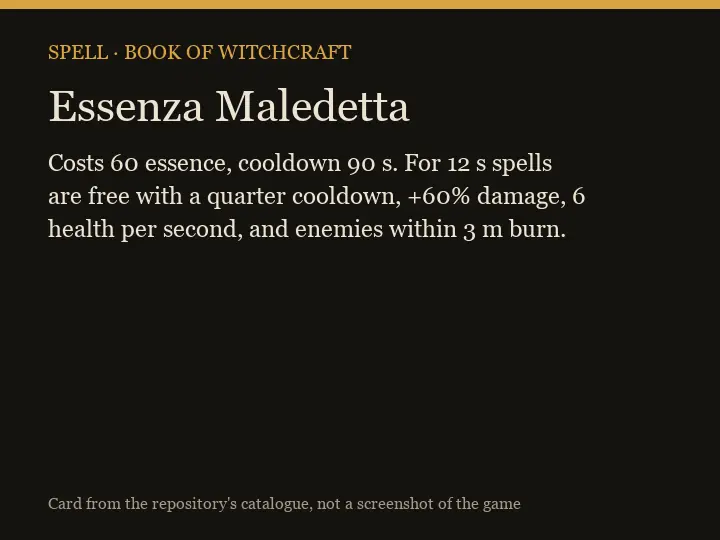 SPELL · BOOK OF WITCHCRAFT
Essenza Maledetta
Costs 60 essence, cooldown 90 s. For 12 s spells
are free with a quarter cooldown, +60% damage, 6
health per second, and enemies within 3 m burn.
Card from the repository's catalogue, not a screenshot of the game